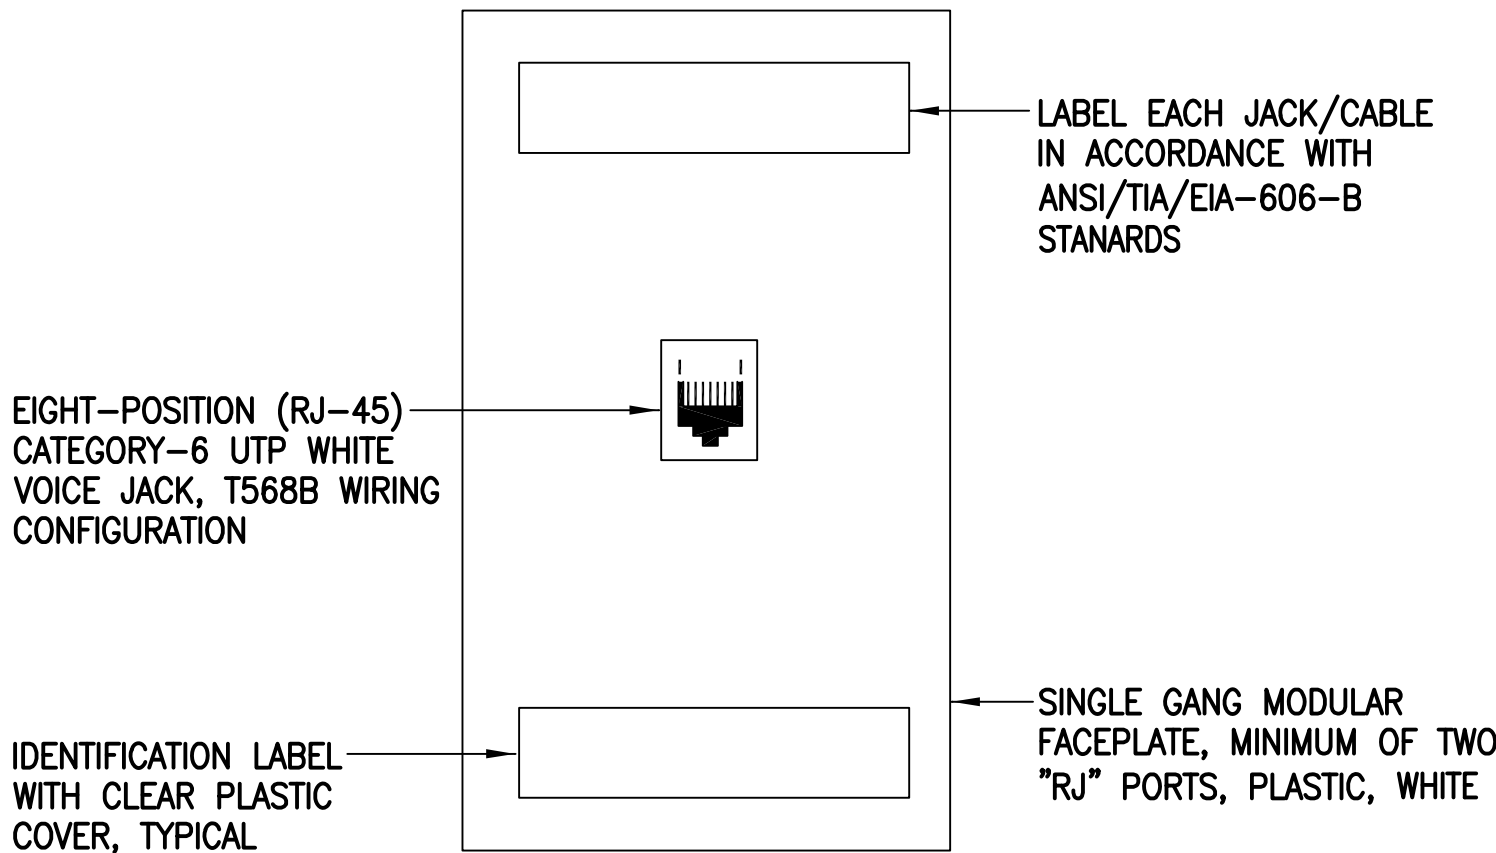 LABEL EACH JACK/CABLE
IN ACCORDANCE WITH
ANSI/TIA/EIA-606-B
STANARDS
EIGHT-POSITION (RJ-45)
CATEGORY-6 UTP WHITE
VOICE JACK, T568B WIRING
CONFIGURATION
SINGLE GANG MODULAR
FACEPLATE, MINIMUM OF TWO
"RJ" PORTS, PLASTIC, WHITE
IDENTIFICATION LABEL
WITH CLEAR PLASTIC
COVER, TYPICAL